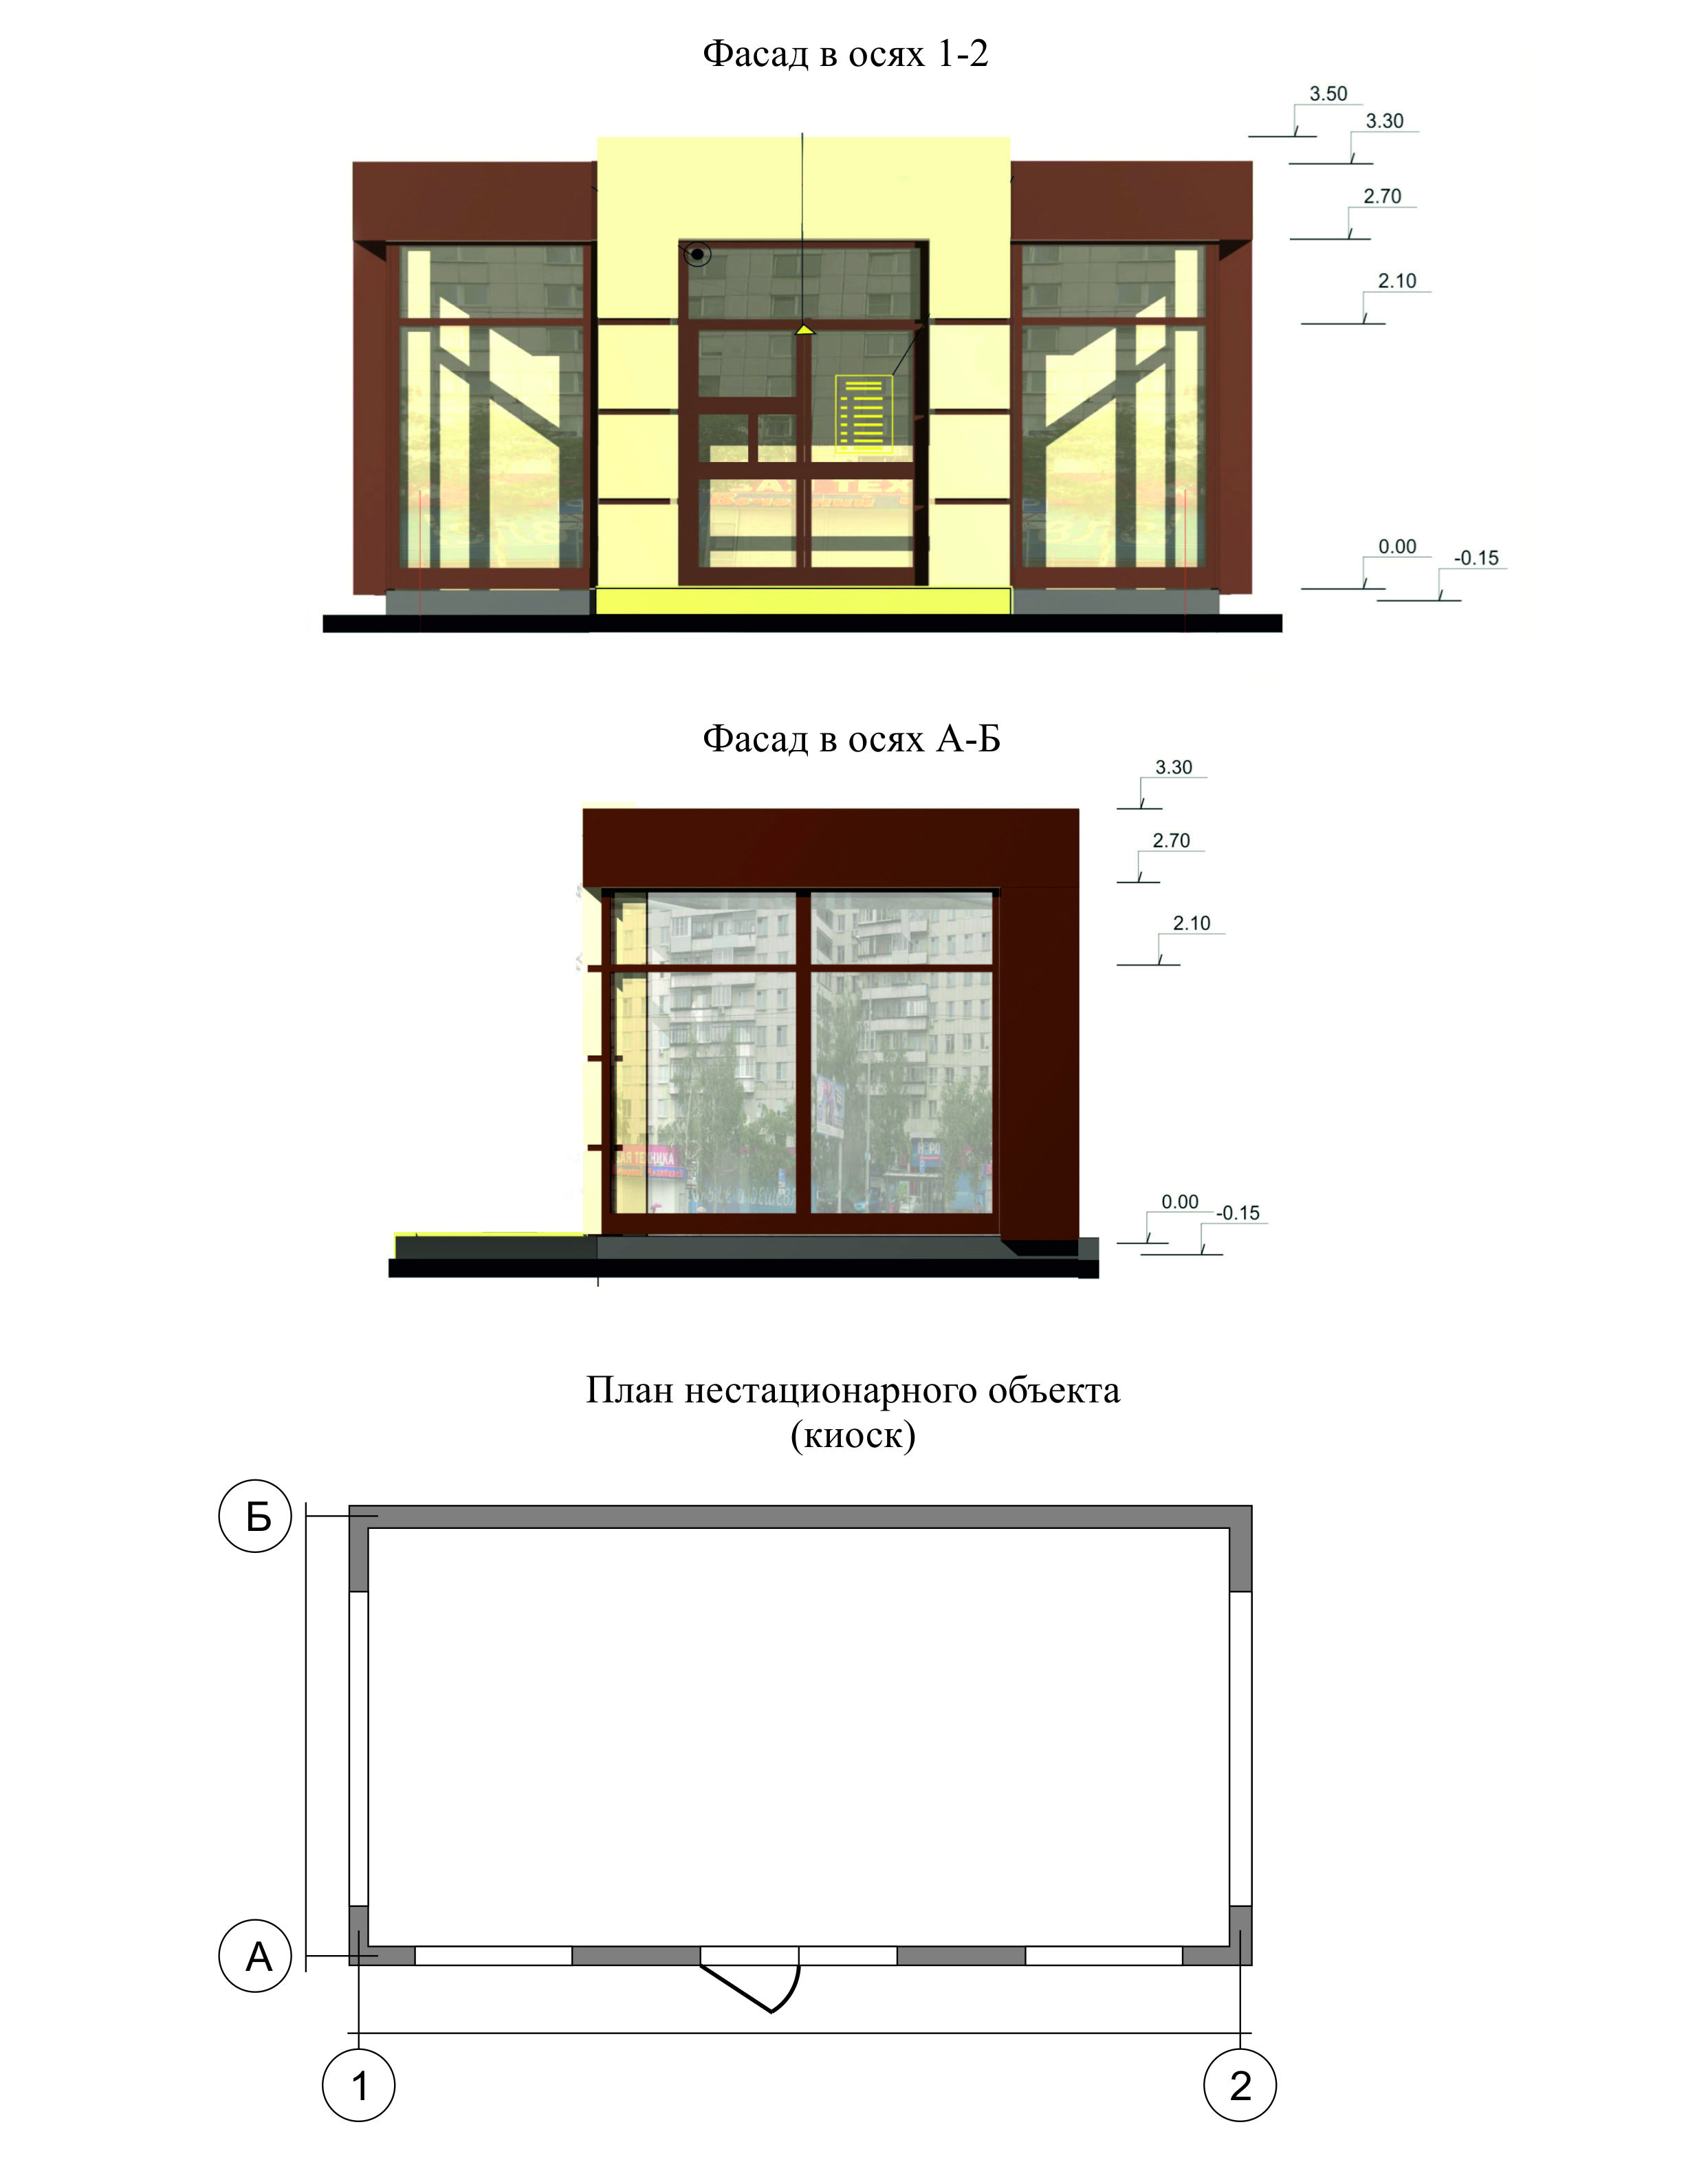 Фасад в осях 1-2
3.50
3.30
2.70
2.10
0.00
-0.15
Фасад в осях А-Б
3.30
2.70
2.10
0.00
-0.15
План нестационарного объекта
(киоск)
Б
А
1
2